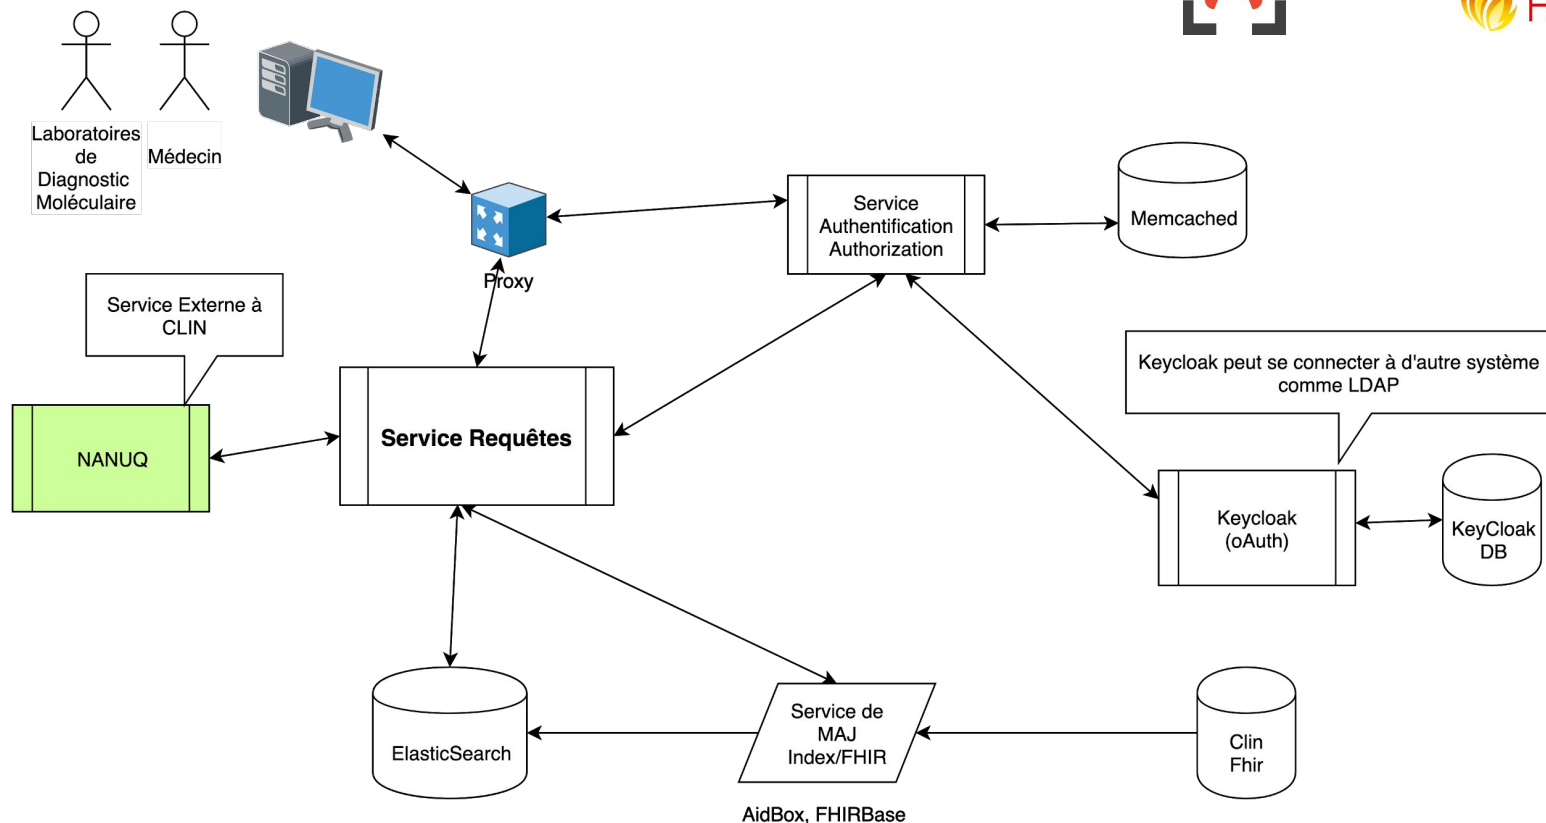 Laboratoires
de
Diagnostic
Moléculaire
Médecin
Proxy
Service
Authentification
Authorization
Memcached
Service Externe à
CLIN
NANUQ
Service Requêtes
Keycloak peut se connecter à d'autre système
comme LDAP
Keycloak
(oAuth)
KeyCloak
DB
ElasticSearch
Service de
MAJ
Index/FHIR
Clin
Fhir
AidBox, FHIRBase